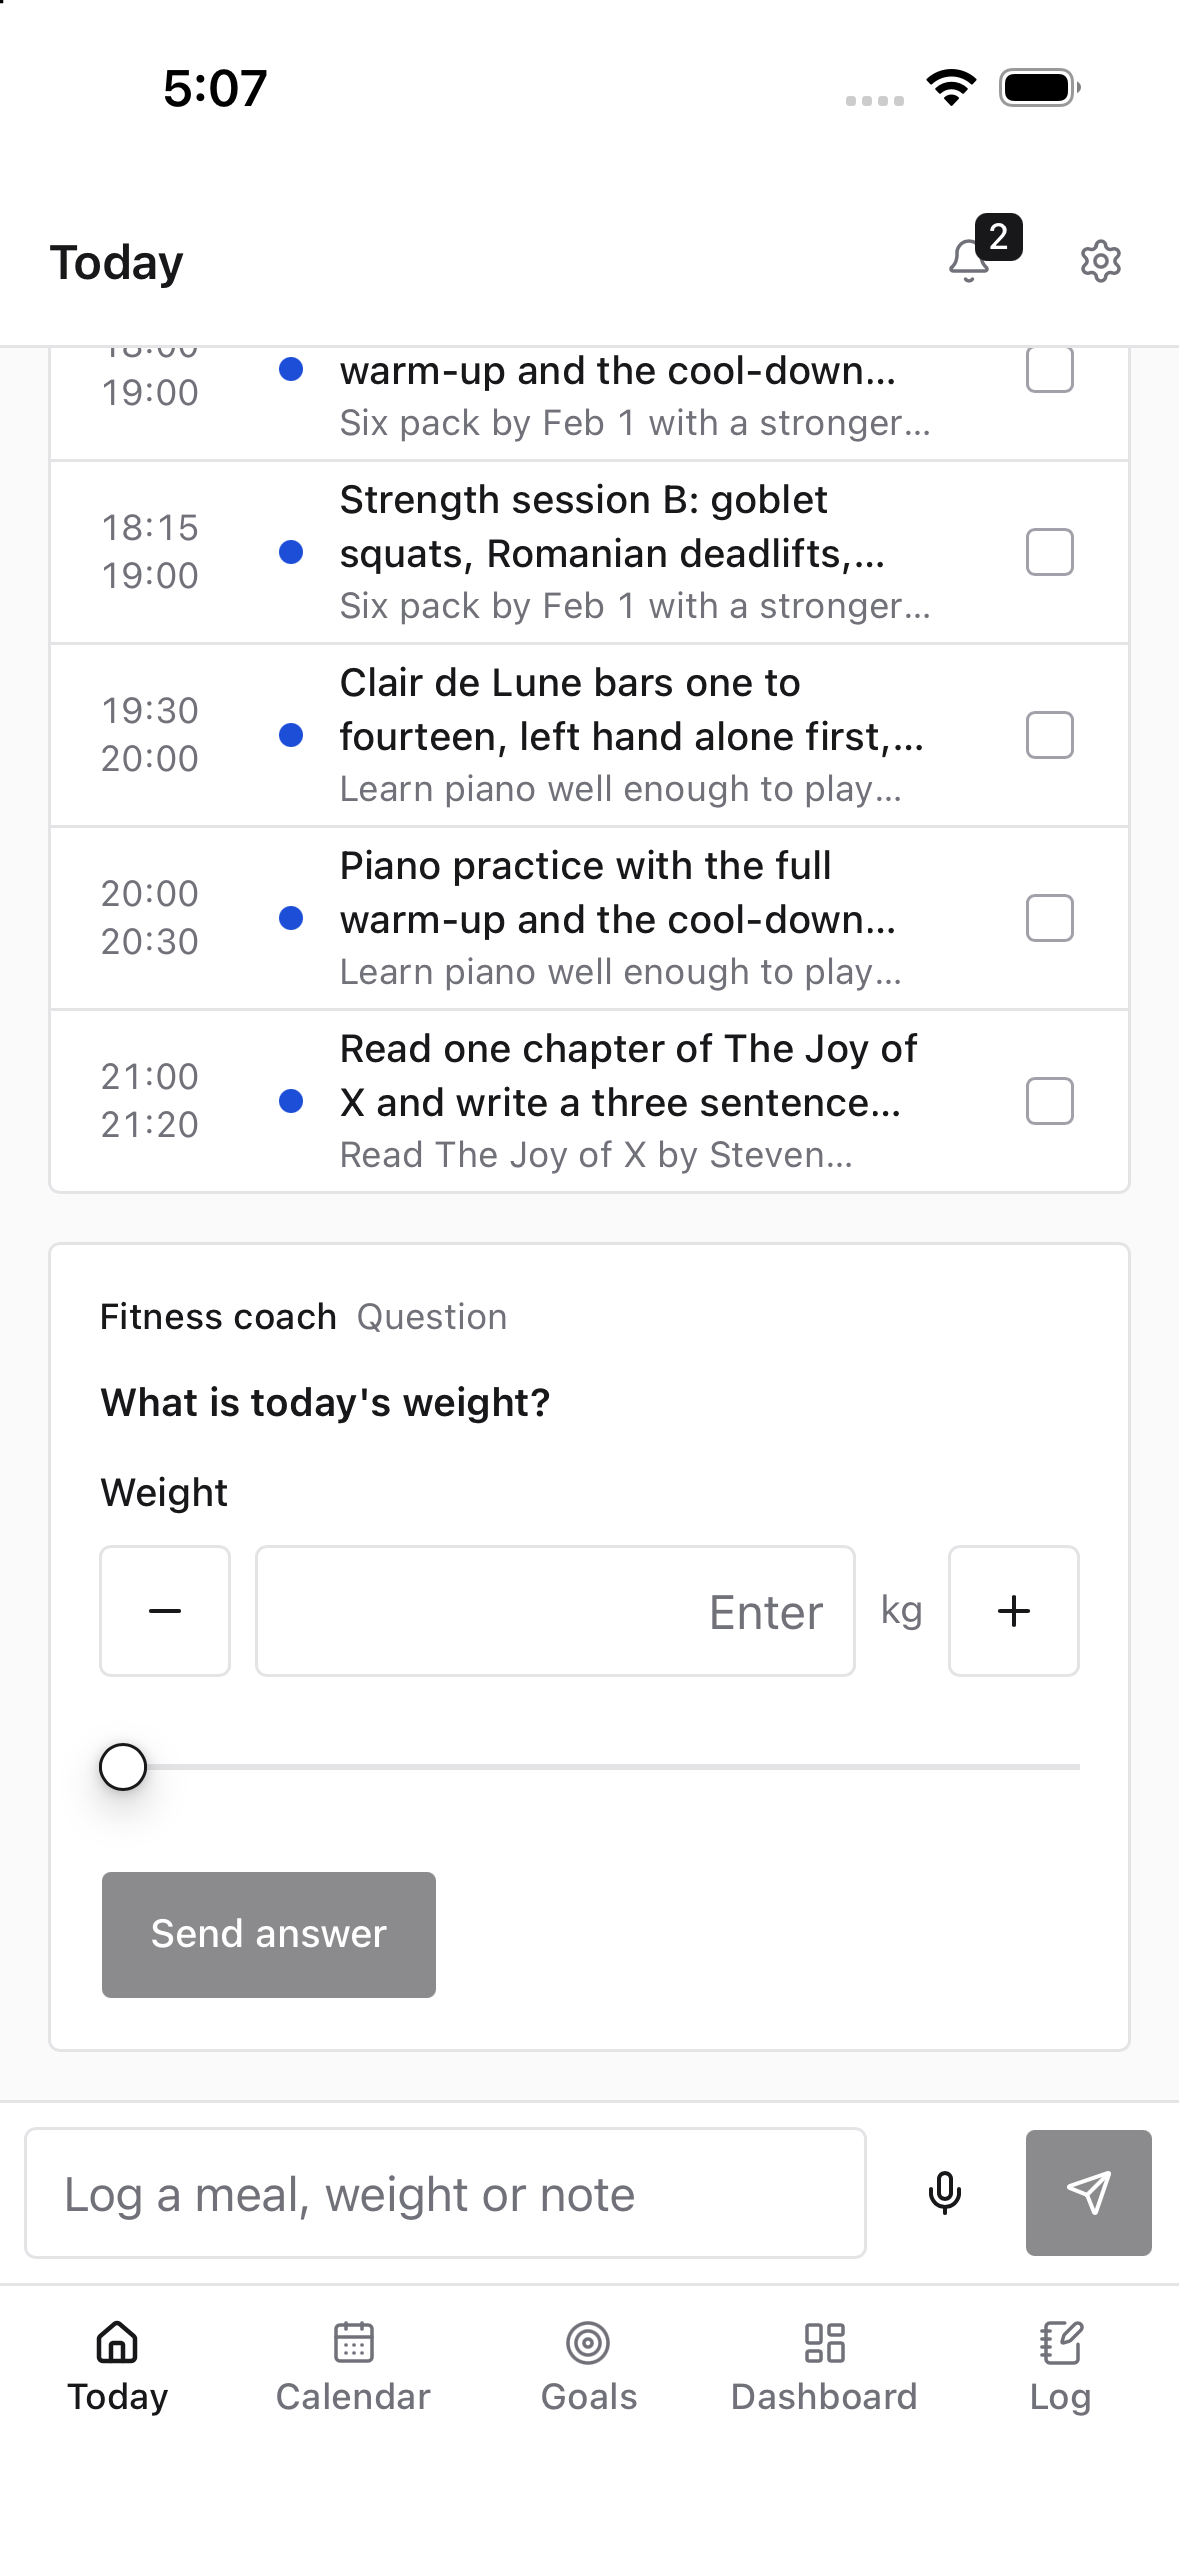 5:07
Today
2
18:00
19:00
warm-up and the cool-down...
Six pack by Feb 1 with a stronger...
18:15
19:00
Strength session B: goblet
squats, Romanian deadlifts,...
Six pack by Feb 1 with a stronger...
19:30
20:00
Clair de Lune bars one to
fourteen, left hand alone first,...
Learn piano well enough to play...
20:00
20:30
Piano practice with the full
warm-up and the cool-down...
Learn piano well enough to play...
21:00
21:20
Read one chapter of The Joy of
X and write a three sentence...
Read The Joy of X by Steven...
Fitness coach Question
What is today's weight?
Weight
Enter kg
Send answer
Log a meal, weight or note
Today Calendar Goals Dashboard Log